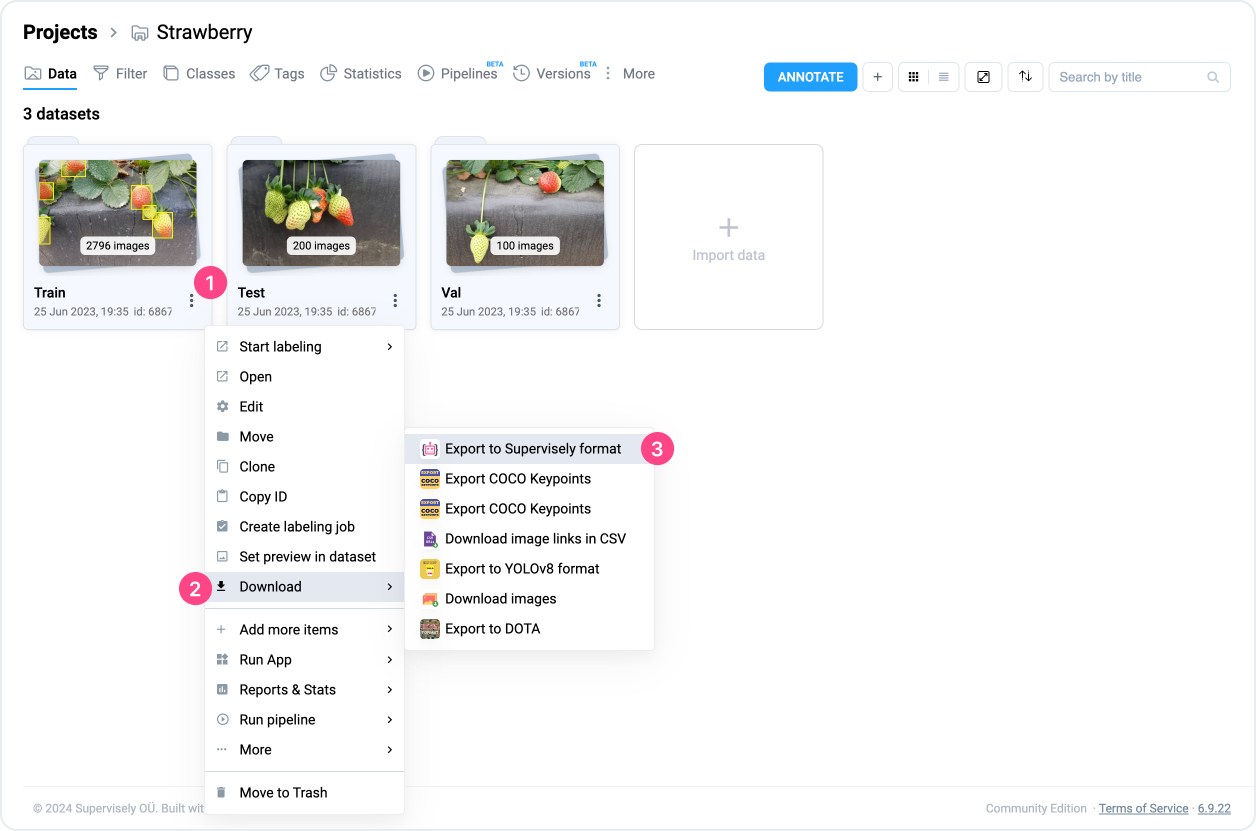 Projects > Strawberry
Data Filter Classes Tags Statistics Pipelines BETA Versions BETA More
ANNOTATE + Search by title
3 datasets
2796 images 200 images 100 images
Import data
1
Train Test Val
25 Jun 2023, 19:35 id: 6867 25 Jun 2023, 19:35 id: 6867 25 Jun 2023, 19:35 id: 6867
Start labeling
Open
Edit
Move
Clone
Copy ID
Create labeling job
Set preview in dataset
2 Download
Export to Supervisely format 3
Export COCO Keypoints
Export COCO Keypoints
Download image links in CSV
Export to YOLOv8 format
Download images
Export to DOTA
Add more items
Run App
Reports & Stats
Run pipeline
More
Move to Trash
© 2024 Supervisely OÜ. Built wit
Community Edition · Terms of Service · 6.9.22